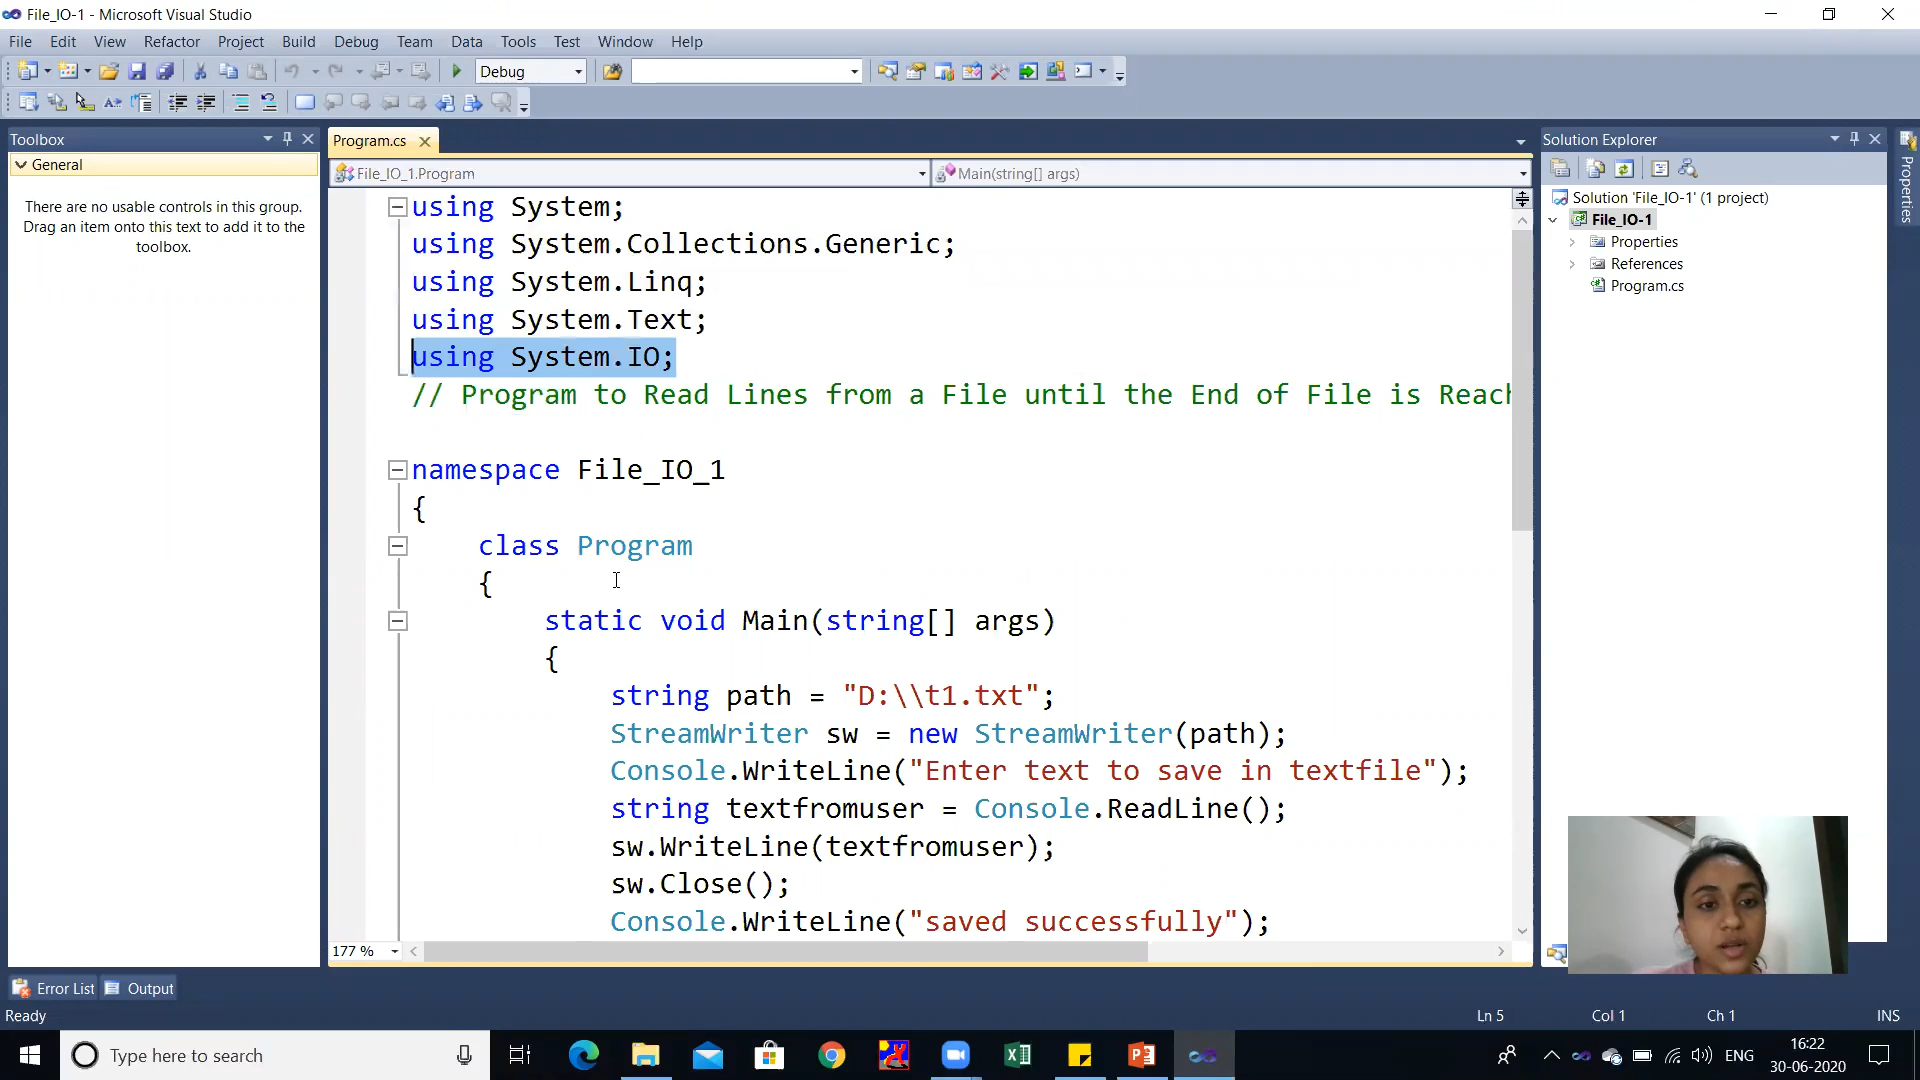 File_IO-1 - Microsoft Visual Studio
File Edit View Refactor Project Build Debug Team Data Tools Test Window Help
Debug
Toolbox
General
There are no usable controls in this group.
Drag an item onto this text to add it to the
toolbox.
Program.cs
File_IO_1.Program
Main(string[] args)
using System;
using System.Collections.Generic;
using System.Linq;
using System.Text;
using System.IO;
// Program to Read Lines from a File until the End of File is Reach
namespace File_IO_1
{
class Program
{
static void Main(string[] args)
{
string path = "D:\\t1.txt";
StreamWriter sw = new StreamWriter(path);
Console.WriteLine("Enter text to save in textfile");
string textfromuser = Console.ReadLine();
sw.WriteLine(textfromuser);
sw.Close();
Console.WriteLine("saved successfully");
177 %
Solution Explorer
Solution 'File_IO-1' (1 project)
File_IO-1
Properties
References
Program.cs
Properties
Error List
Output
Ready
Ln 5
Col 1
Ch 1
INS
Type here to search
ENG
16:22
30-06-2020